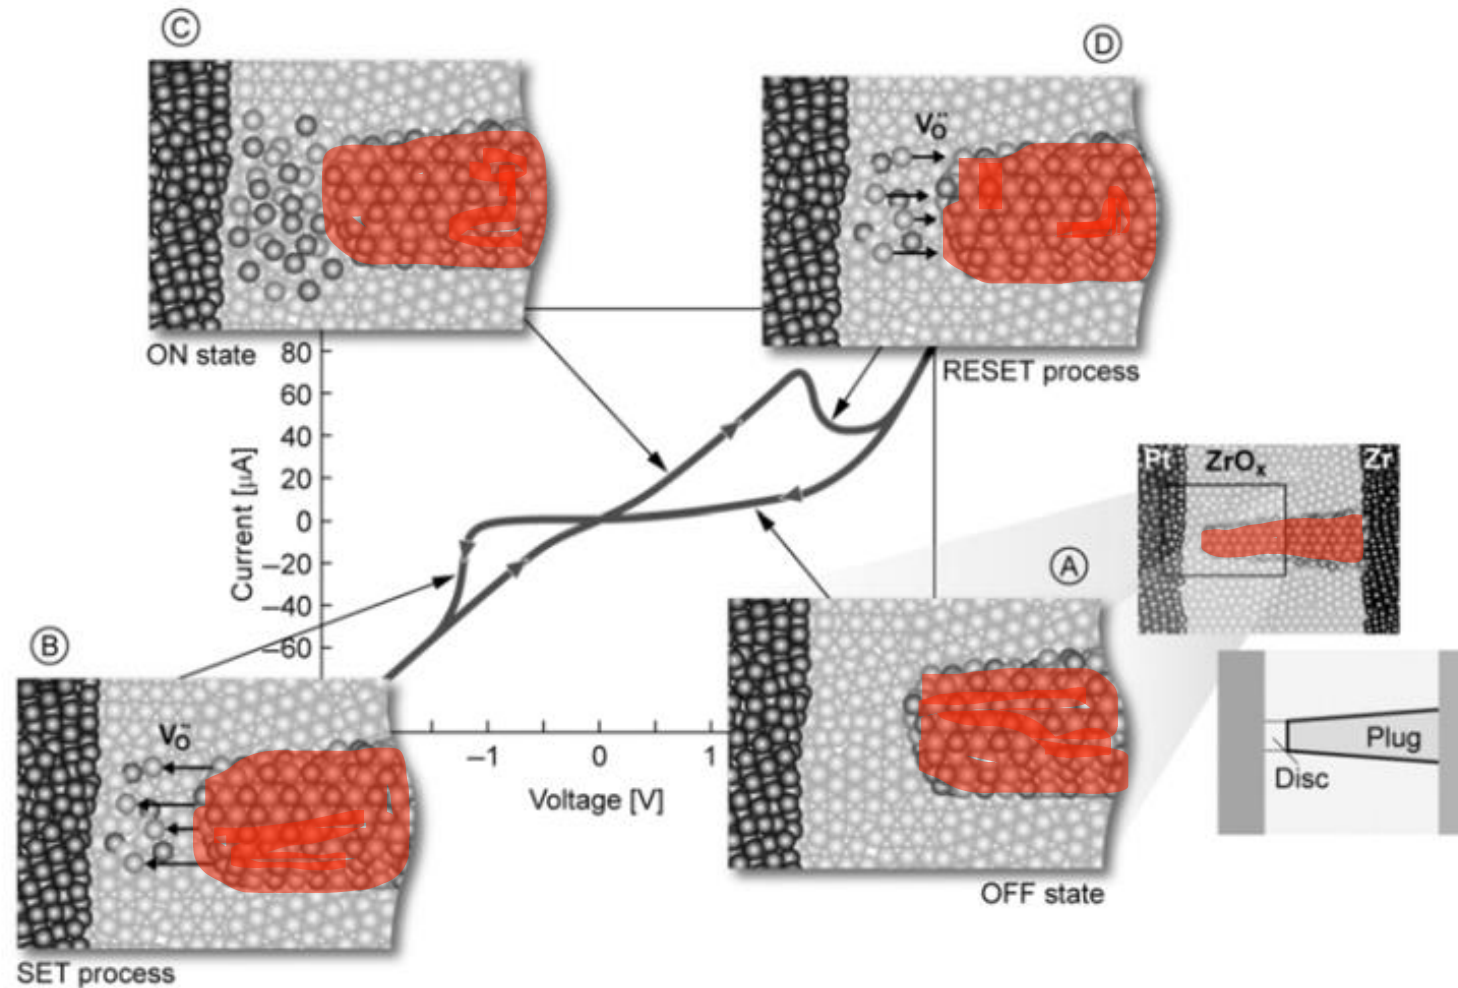 C
D
V_O¨
ON state
RESET process
80
60
40
20
0
–20
–40
–60
Current [µA]
Pt
ZrOx
Zr
A
B
–1
0
1
Voltage [V]
V_O¨
Plug
Disc
OFF state
SET process